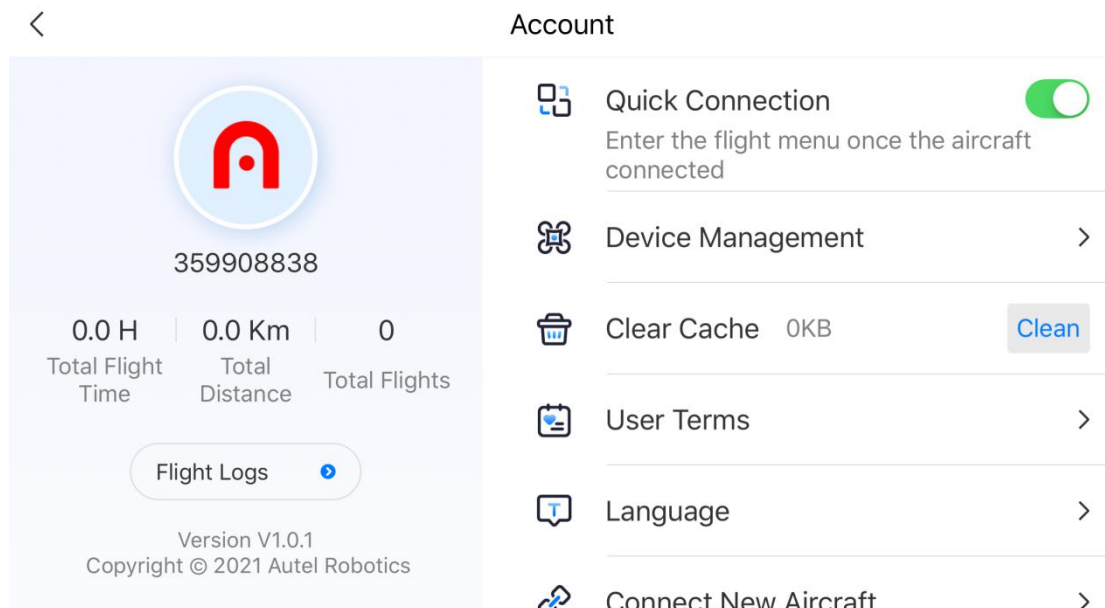 Account
359908838
0.0 H
0.0 Km
0
Total Flight
Time
Total
Distance
Total Flights
Flight Logs
Version V1.0.1
Copyright © 2021 Autel Robotics
Quick Connection
Enter the flight menu once the aircraft
connected
Device Management
Clear Cache 0KB Clean
User Terms
Language
Connect New Aircraft